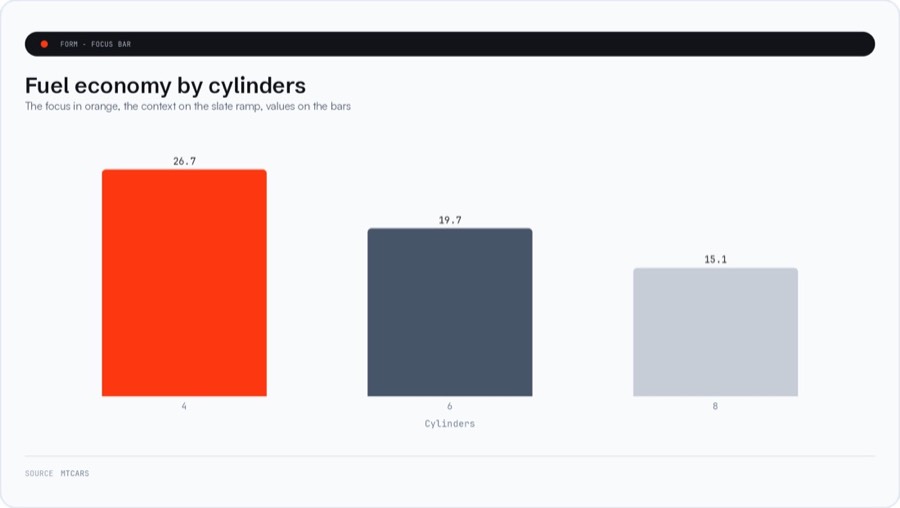 FORM - FOCUS BAR
Fuel economy by cylinders
The focus in orange, the context on the slate ramp, values on the bars
26.7
19.7
15.1
4
6
8
Cylinders
SOURCE MTCARS